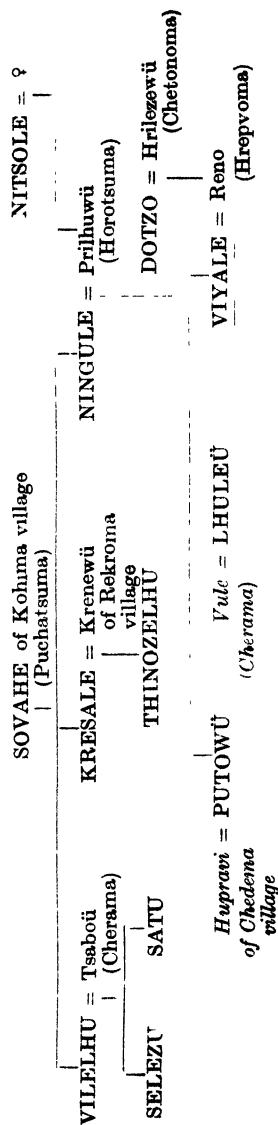 SOVAHE of Kohima village
(Puchatsuma)
NITSOLE = ♀
VILELHU = Tsaboü
(Cherama)
KRESALE = Krenewü
of Rekroma
village
NINGULE = Prilhuwü
(Horotsuma)
SELEZU
SATU
THINOZELHU
DOTZO = Hrilezewü
(Chetonoma)
Hupravi = PUTOWÜ
of Chedema
village
Vule = LHULEÜ
(Cherama)
VIYALE = Reno
(Hrepvoma)